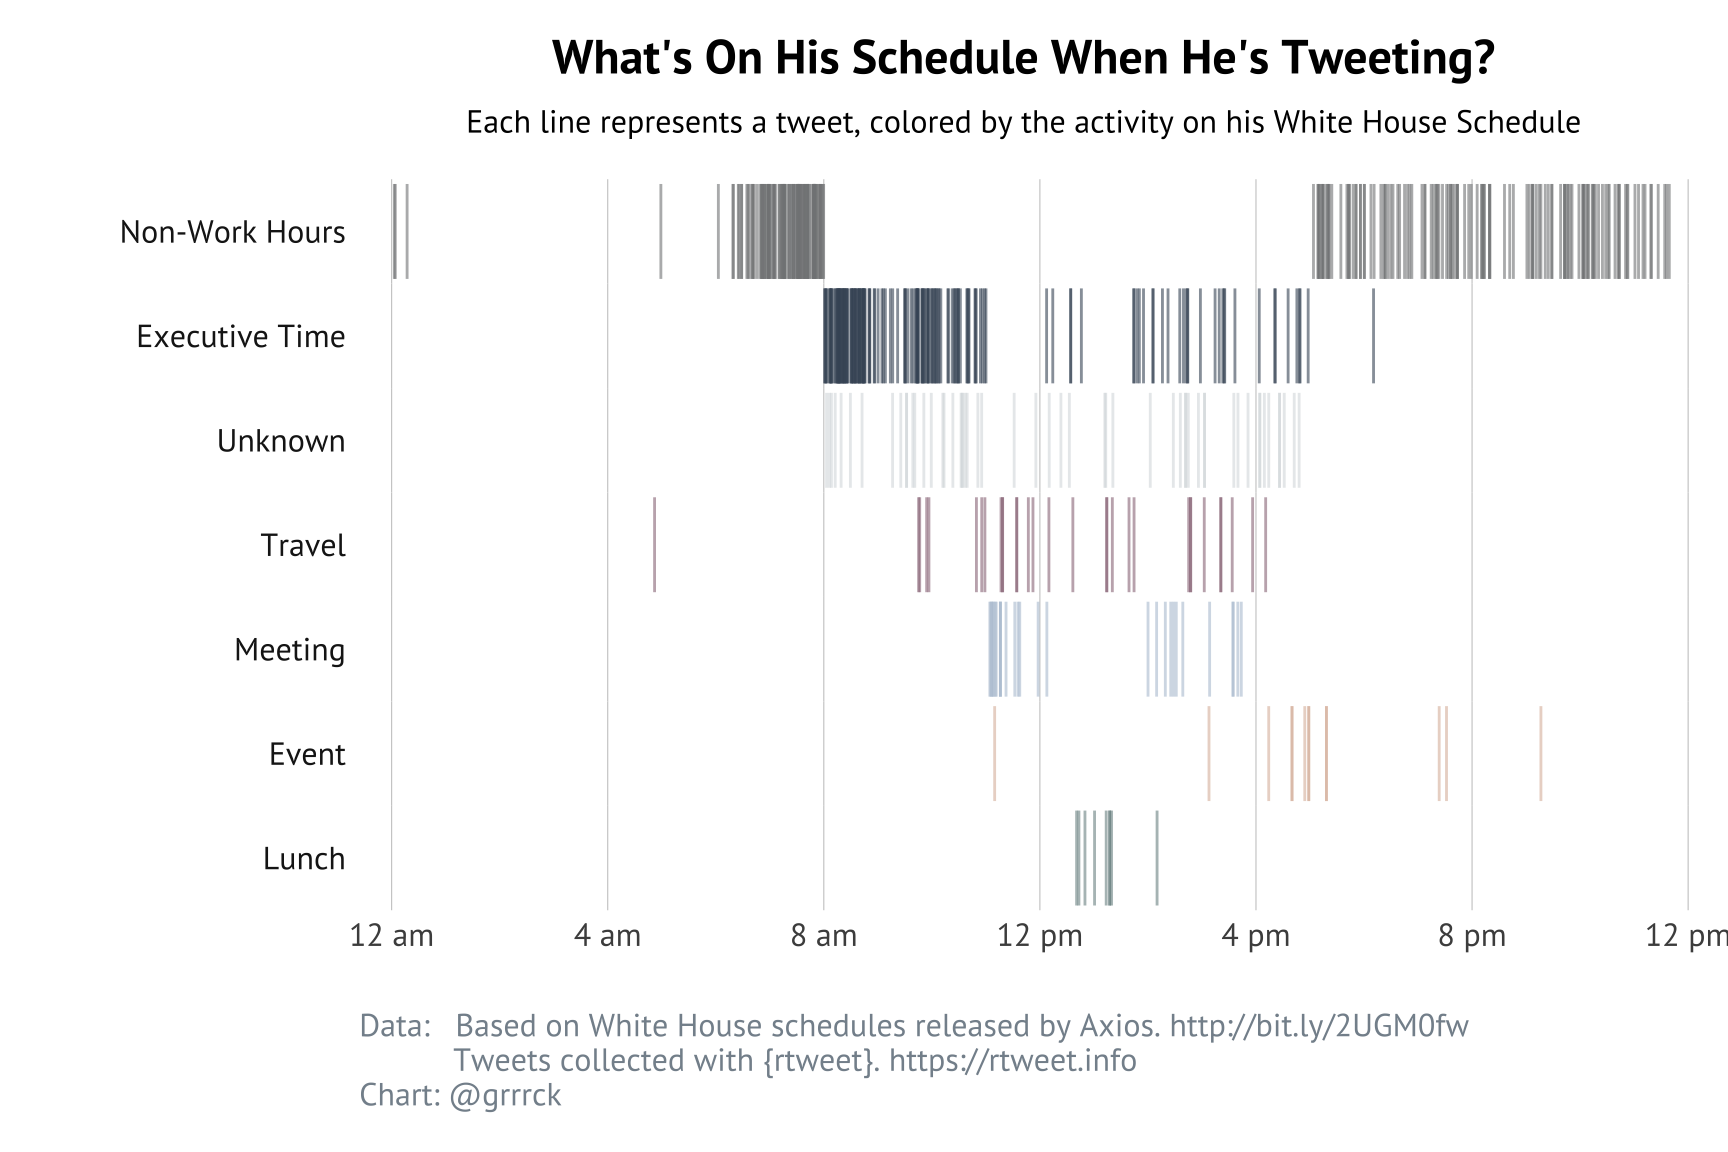 What's On His Schedule When He's Tweeting?
Each line represents a tweet, colored by the activity on his White House Schedule
Non-Work Hours
Executive Time
Unknown
Travel
Meeting
Event
Lunch
12 am 4 am 8 am 12 pm 4 pm 8 pm 12 pm
Data: Based on White House schedules released by Axios. http://bit.ly/2UGM0fw
Tweets collected with {rtweet}. https://rtweet.info
Chart: @grrrck